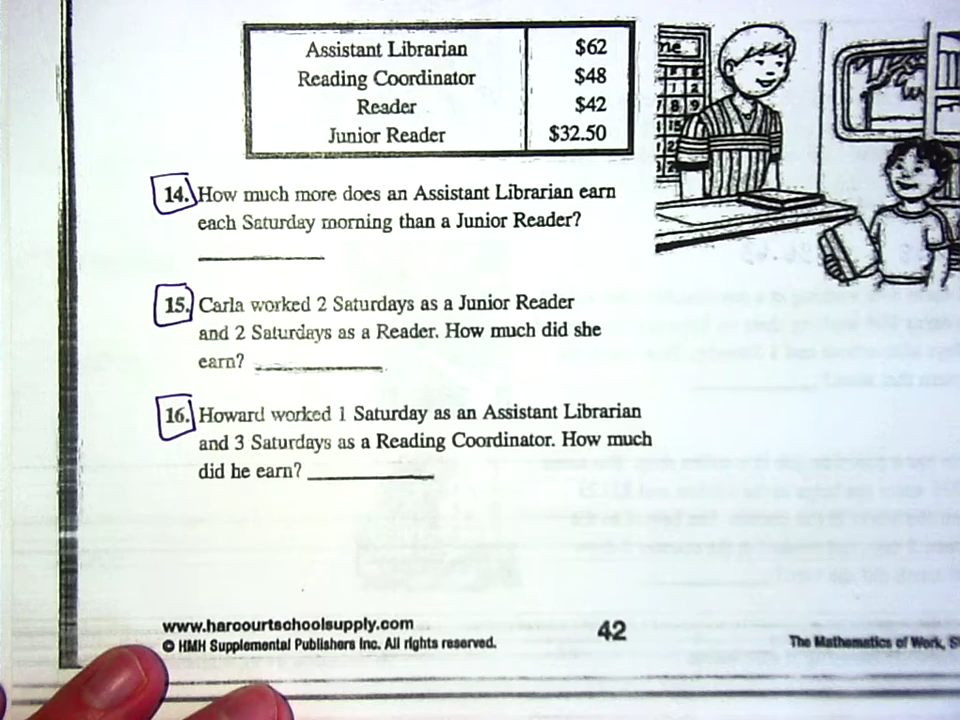 Assistant Librarian $62
Reading Coordinator $48
Reader $42
Junior Reader $32.50
14. How much more does an Assistant Librarian earn
each Saturday morning than a Junior Reader?
15. Carla worked 2 Saturdays as a Junior Reader
and 2 Saturdays as a Reader. How much did she
earn?
16. Howard worked 1 Saturday as an Assistant Librarian
and 3 Saturdays as a Reading Coordinator. How much
did he earn?
www.harcourtschoolsupply.com
© HMH Supplemental Publishers Inc. All rights reserved.
42
The Mathematics of Work, S